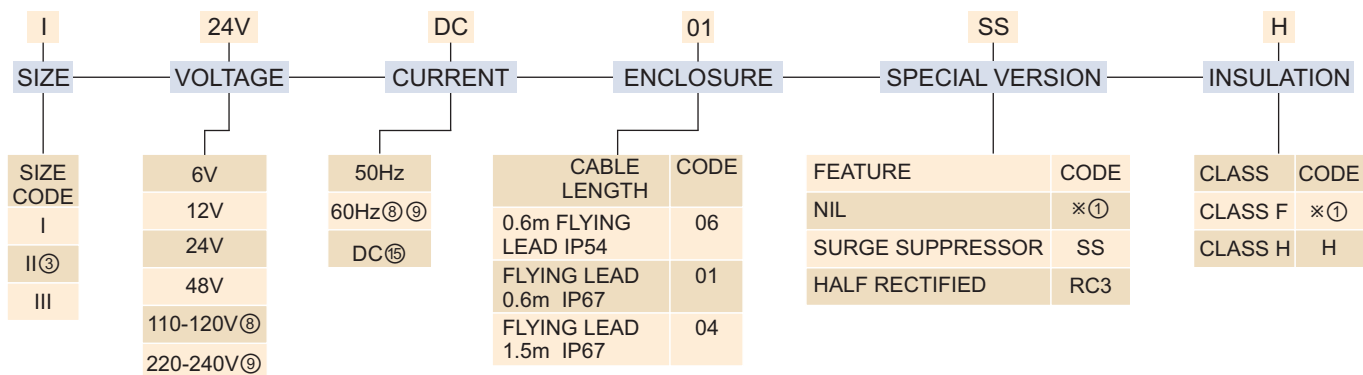 I 24V DC 01 SS H
SIZE VOLTAGE CURRENT ENCLOSURE SPECIAL VERSION INSULATION
SIZE
CODE
I
II③
III
6V
12V
24V
48V
110-120V⑧
220-240V⑨
50Hz
60Hz⑧⑨
DC⑮
CABLE
LENGTH
CODE
0.6m FLYING
LEAD IP54
06
FLYING LEAD
0.6m IP67
01
FLYING LEAD
1.5m IP67
04
FEATURE CODE
NIL ※①
SURGE SUPPRESSOR SS
HALF RECTIFIED RC3
CLASS CODE
CLASS F ※①
CLASS H H